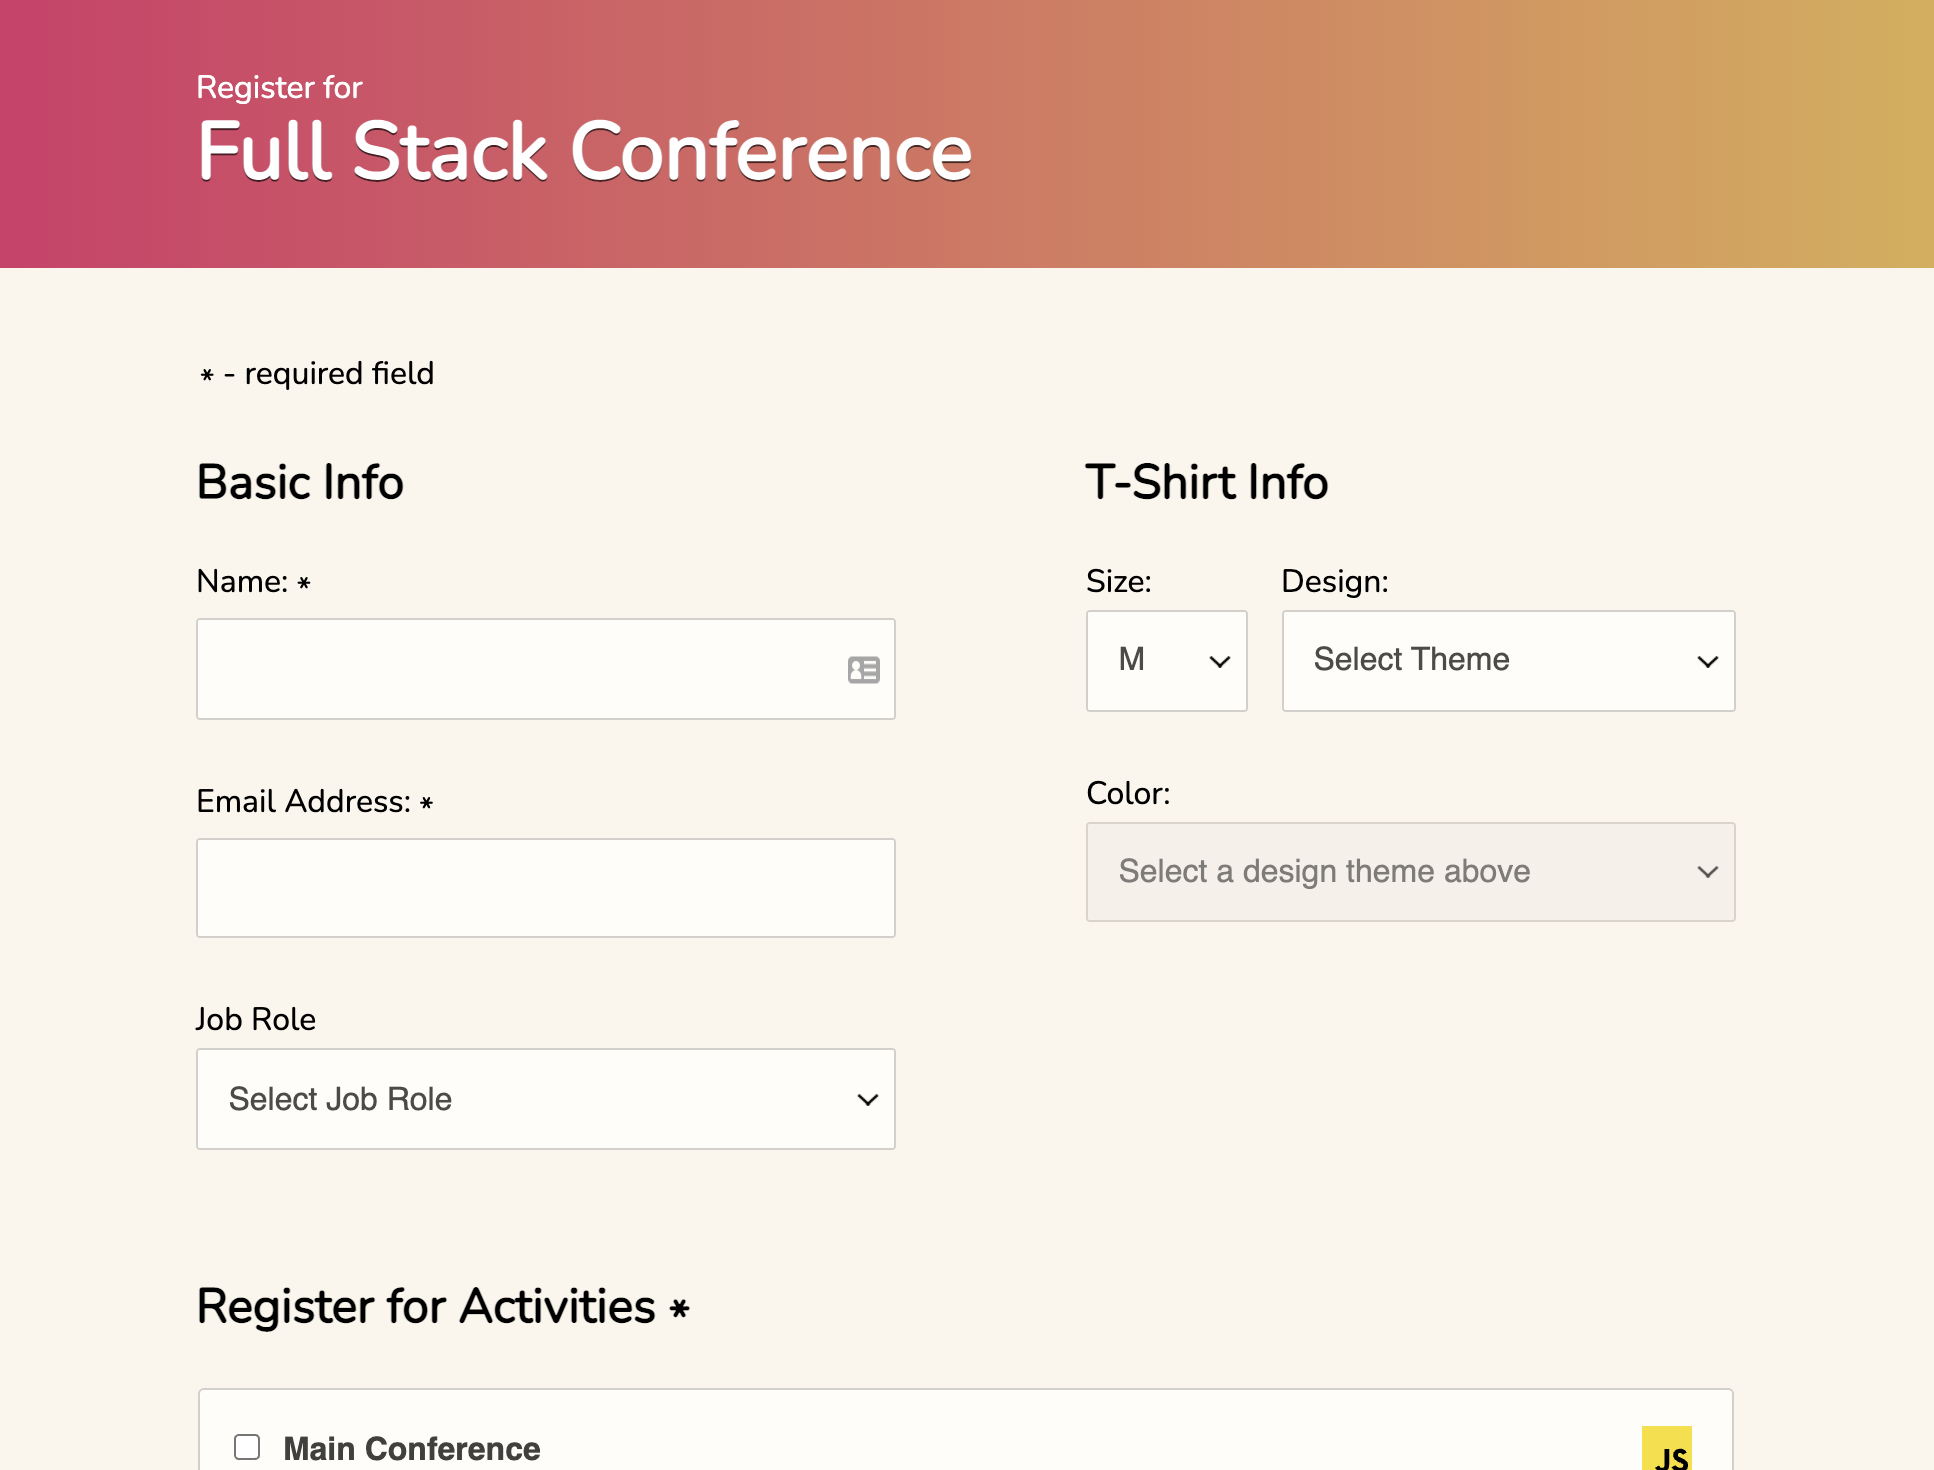 Register for
Full Stack Conference
* - required field
Basic Info
Name: *
Email Address: *
Job Role
Select Job Role
T-Shirt Info
Size:
M
Design:
Select Theme
Color:
Select a design theme above
Register for Activities *
Main Conference
JS